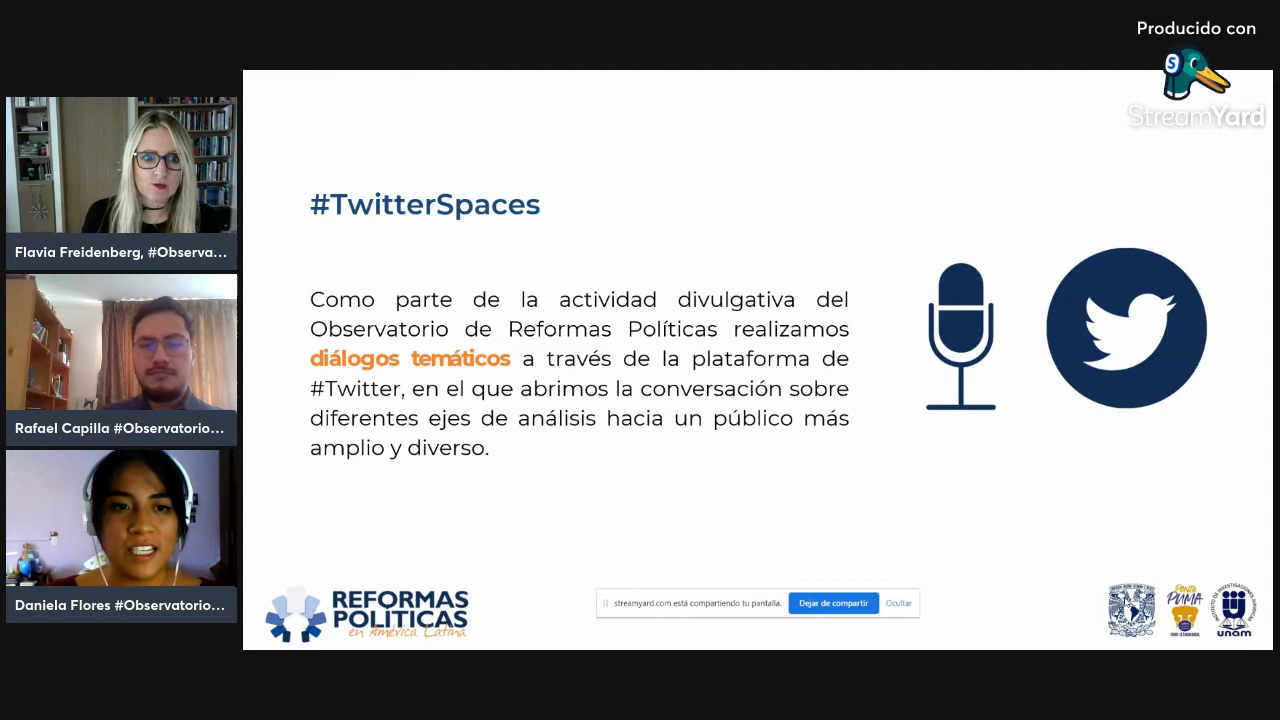 Producido con
StreamYard
Flavia Freidenberg, #Observa...
Rafael Capilla #Observatorio...
Daniela Flores #Observatorio...
#TwitterSpaces
Como parte de la actividad divulgativa del
Observatorio de Reformas Políticas realizamos
diálogos temáticos a través de la plataforma de
#Twitter, en el que abrimos la conversación sobre
diferentes ejes de análisis hacia un público más
amplio y diverso.
REFORMAS
POLÍTICAS
en América Latina
streamyard.com está compartiendo tu pantalla.
Dejar de compartir
Ocultar
PONTE
PUMA
unam